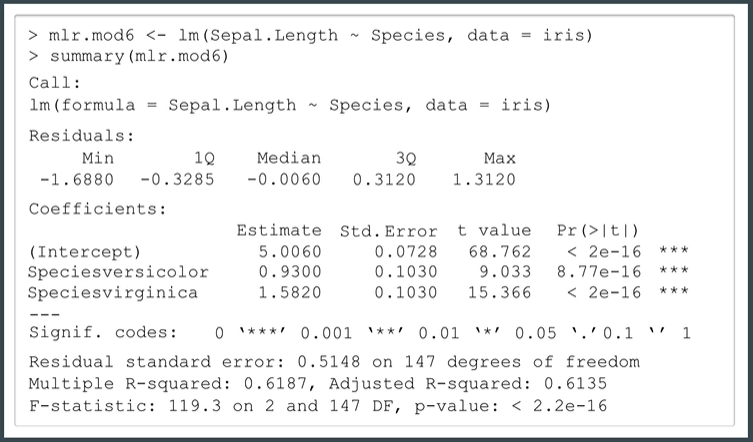 > mlr.mod6 <- lm(Sepal.Length ~ Species, data = iris)
> summary(mlr.mod6)
Call:
lm(formula = Sepal.Length ~ Species, data = iris)
Residuals:
Min 1Q Median 3Q Max
-1.6880 -0.3285 -0.0060 0.3120 1.3120
Coefficients:
Estimate Std.Error t value Pr(>|t|)
(Intercept) 5.0060 0.0728 68.762 < 2e-16 ***
Speciesversicolor 0.9300 0.1030 9.033 8.77e-16 ***
Speciesvirginica 1.5820 0.1030 15.366 < 2e-16 ***
---
Signif. codes: 0 ‘***’ 0.001 ‘**’ 0.01 ‘*’ 0.05 ‘.’ 0.1 ‘’ 1
Residual standard error: 0.5148 on 147 degrees of freedom
Multiple R-squared: 0.6187, Adjusted R-squared: 0.6135
F-statistic: 119.3 on 2 and 147 DF, p-value: < 2.2e-16